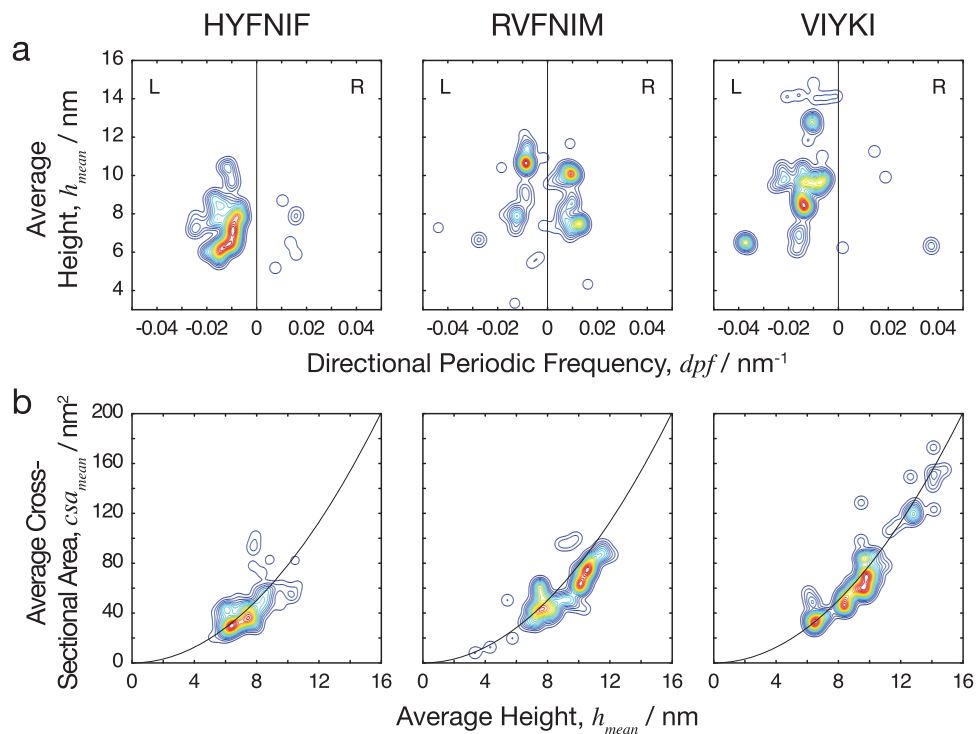 HYFNIF RVFNIM VIYKI
a
16 14 12 10 8 6 4
Average
Height, h_mean / nm
L R L R L R
-0.04 -0.02 0 0.02 0.04 -0.04 -0.02 0 0.02 0.04 -0.04 -0.02 0 0.02 0.04
Directional Periodic Frequency, dpf / nm⁻¹
b
200 160 120 80 40 0
Average Cross-
Sectional Area, csa_mean / nm²
0 4 8 12 16 0 4 8 12 16 0 4 8 12 16
Average Height, h_mean / nm